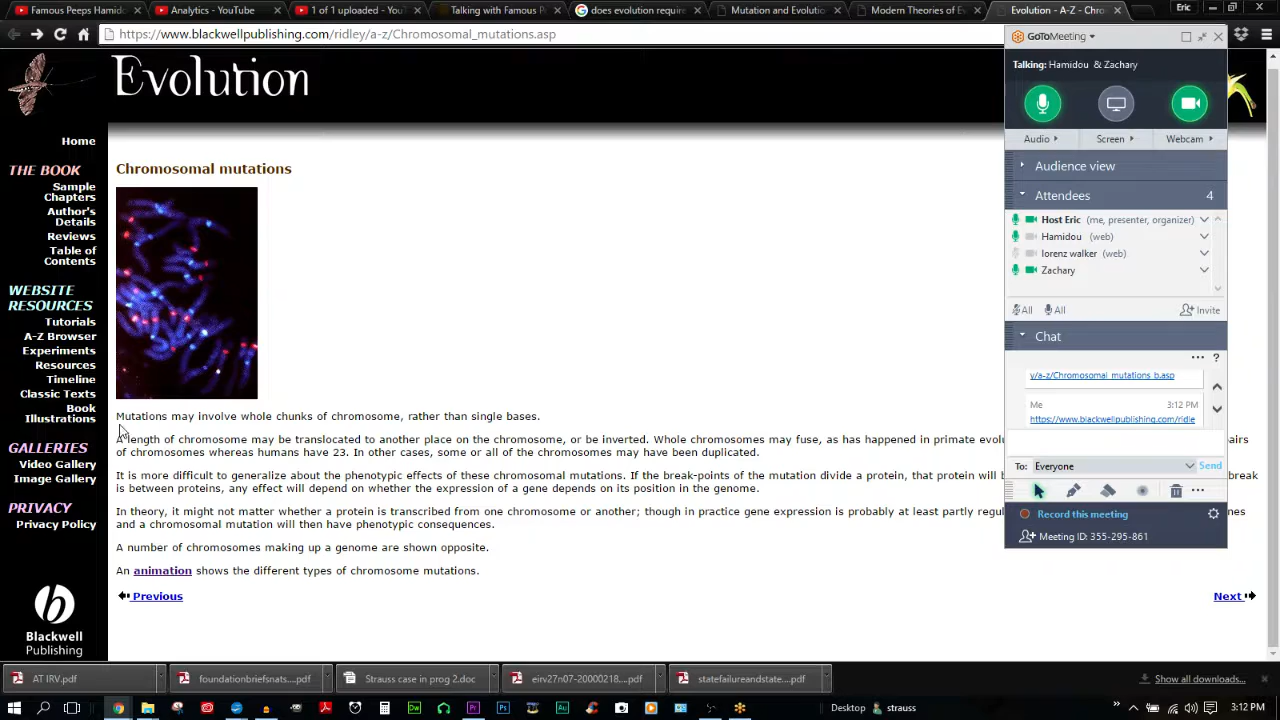 Famous Peeps Hamido
Analytics - YouTube
1 of 1 uploaded - YouT
Talking with Famous P
does evolution requir
Mutation and Evolutio
Modern Theories of Ev
Evolution - A-Z - Chro
Eric
https://www.blackwellpublishing.com/ridley/a-z/Chromosomal_mutations.asp
Evolution
Home
THE BOOK
Sample
Chapters
Author's
Details
Reviews
Table of
Contents
WEBSITE
RESOURCES
Tutorials
A-Z Browser
Experiments
Resources
Timeline
Classic Texts
Book
Illustrations
GALLERIES
Video Gallery
Image Gallery
PRIVACY
Privacy Policy
Blackwell
Publishing
Chromosomal mutations
Mutations may involve whole chunks of chromosome, rather than single bases.
A length of chromosome may be translocated to another place on the chromosome, or be inverted. Whole chromosomes may fuse, as has happened in primate evolu airs
of chromosomes whereas humans have 23. In other cases, some or all of the chromosomes may have been duplicated.
It is more difficult to generalize about the phenotypic effects of these chromosomal mutations. If the break-points of the mutation divide a protein, that protein will b break
is between proteins, any effect will depend on whether the expression of a gene depends on its position in the genome.
In theory, it might not matter whether a protein is transcribed from one chromosome or another; though in practice gene expression is probably at least partly regul nes
and a chromosomal mutation will then have phenotypic consequences.
A number of chromosomes making up a genome are shown opposite.
An animation shows the different types of chromosome mutations.
Previous
Next
GoToMeeting
Talking: Hamidou & Zachary
Audio
Screen
Webcam
Audience view
Attendees 4
Host Eric (me, presenter, organizer)
Hamidou (web)
lorenz walker (web)
Zachary
All All Invite
Chat
?
y/a-z/Chromosomal_mutations_b.asp
Me 3:12 PM
https://www.blackwellpublishing.com/ridle
To: Everyone Send
Record this meeting
Meeting ID: 355-295-861
AT IRV.pdf
foundationbriefsnats....pdf
Strauss case in prog 2.doc
eirv27n07-20000218....pdf
statefailureandstate....pdf
Show all downloads...
Desktop
strauss
3:12 PM